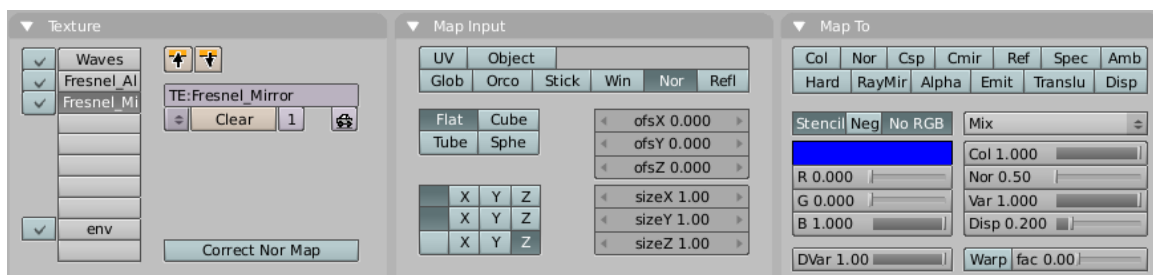 Texture
Waves
Fresnel_Al
Fresnel_Mi
env
TE:Fresnel_Mirror
Clear 1
Correct Nor Map
Map Input
UV Object
Glob Orco Stick Win Nor Refl
Flat Cube
Tube Sphe
ofsX 0.000
ofsY 0.000
ofsZ 0.000
X Y Z
X Y Z
X Y Z
sizeX 1.00
sizeY 1.00
sizeZ 1.00
Map To
Col Nor Csp Cmir Ref Spec Amb
Hard RayMir Alpha Emit Translu Disp
Stencil Neg No RGB
R 0.000
G 0.000
B 1.000
DVar 1.00
Mix
Col 1.000
Nor 0.50
Var 1.000
Disp 0.200
Warp fac 0.00